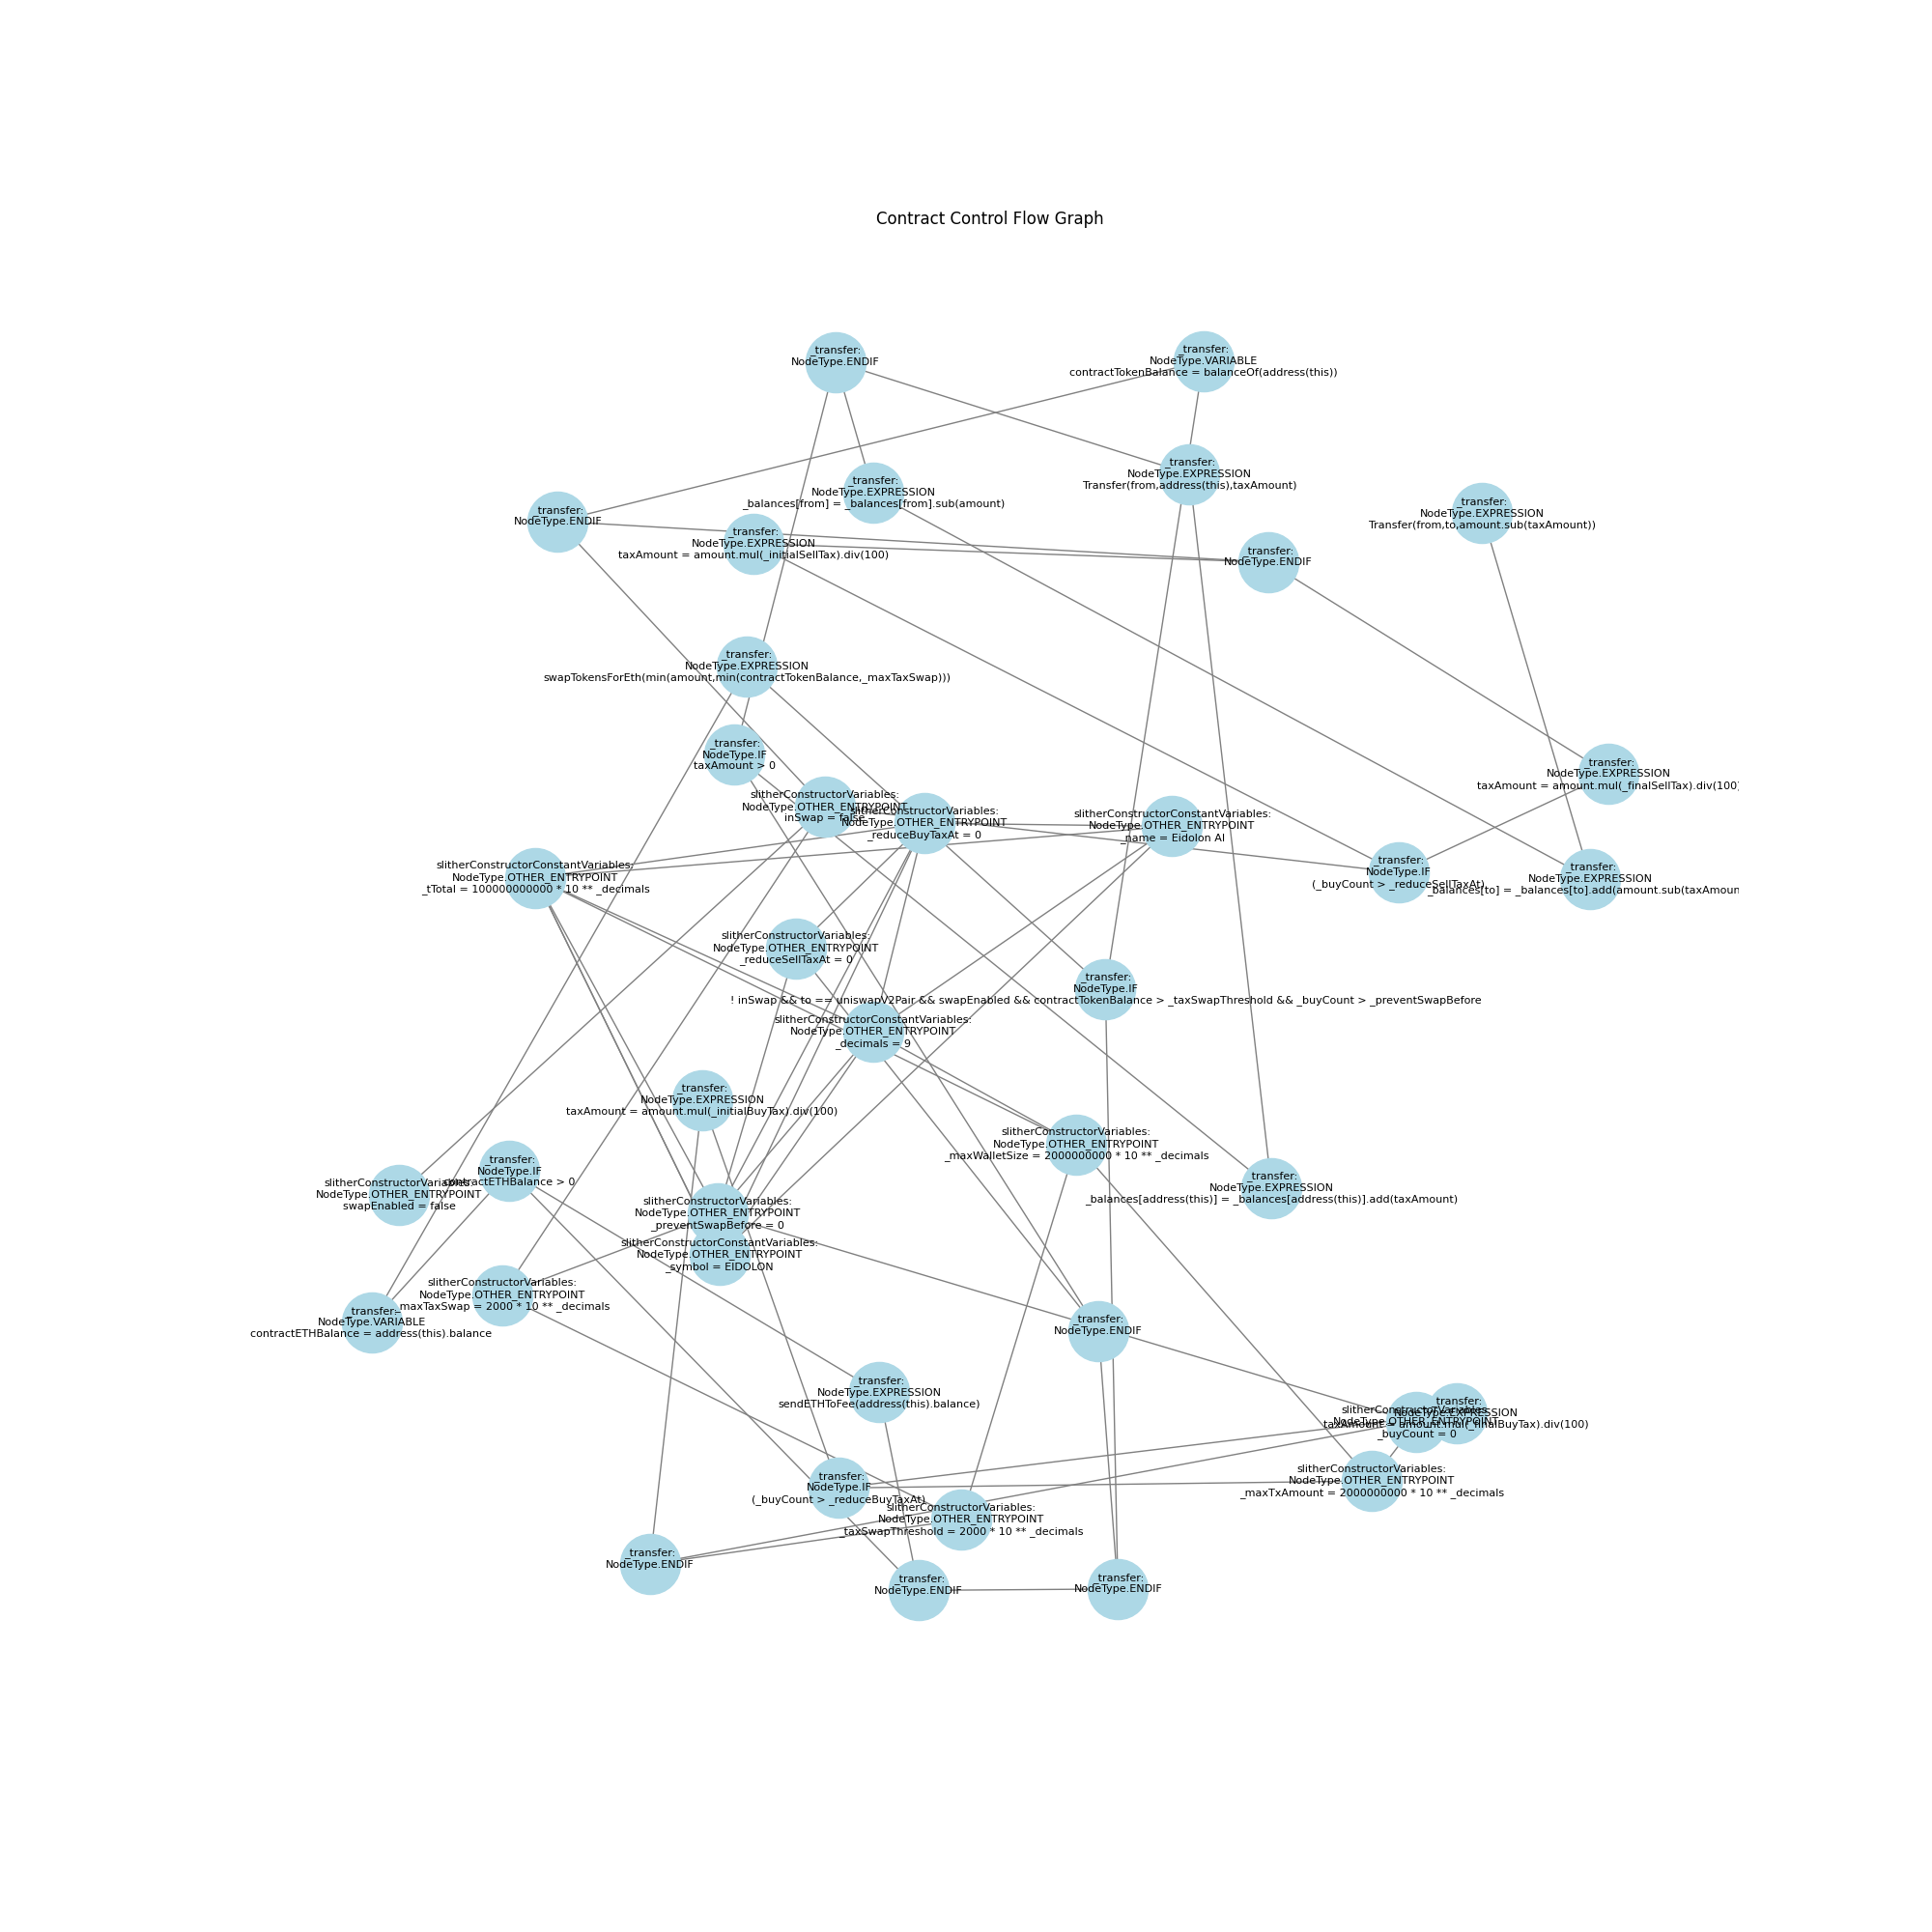 Contract Control Flow Graph
_transfer:
NodeType.ENDIF
_transfer:
NodeType.VARIABLE
contractTokenBalance = balanceOf(address(this))
_transfer:
NodeType.EXPRESSION
Transfer(from,address(this),taxAmount)
_transfer:
NodeType.EXPRESSION
_balances[from] = _balances[from].sub(amount)
_transfer:
NodeType.EXPRESSION
Transfer(from,to,amount.sub(taxAmount))
_transfer:
NodeType.ENDIF
_transfer:
NodeType.EXPRESSION
taxAmount = amount.mul(_initialSellTax).div(100)
_transfer:
NodeType.ENDIF
_transfer:
NodeType.EXPRESSION
swapTokensForEth(min(amount,min(contractTokenBalance,_maxTaxSwap)))
_transfer:
NodeType.IF
taxAmount > 0
_transfer:
NodeType.EXPRESSION
taxAmount = amount.mul(_finalSellTax).div(100)
slitherConstructorVariables:
NodeType.OTHER_ENTRYPOINT
inSwap = false
slitherConstructorVariables:
NodeType.OTHER_ENTRYPOINT
_reduceBuyTaxAt = 0
slitherConstructorConstantVariables:
NodeType.OTHER_ENTRYPOINT
_name = Eidolon AI
slitherConstructorConstantVariables:
NodeType.OTHER_ENTRYPOINT
_tTotal = 100000000000 * 10 ** _decimals
_transfer:
NodeType.IF
(_buyCount > _reduceSellTaxAt)
_transfer:
NodeType.EXPRESSION
_balances[to] = _balances[to].add(amount.sub(taxAmoun
slitherConstructorVariables:
NodeType.OTHER_ENTRYPOINT
_reduceSellTaxAt = 0
_transfer:
NodeType.IF
! inSwap && to == uniswapV2Pair && swapEnabled && contractTokenBalance > _taxSwapThreshold && _buyCount > _preventSwapBefore
slitherConstructorConstantVariables:
NodeType.OTHER_ENTRYPOINT
_decimals = 9
_transfer:
NodeType.EXPRESSION
taxAmount = amount.mul(_initialBuyTax).div(100)
slitherConstructorVariables:
NodeType.OTHER_ENTRYPOINT
_maxWalletSize = 2000000000 * 10 ** _decimals
_transfer:
NodeType.IF
contractETHBalance > 0
slitherConstructorVariables:
NodeType.OTHER_ENTRYPOINT
swapEnabled = false
_transfer:
NodeType.EXPRESSION
_balances[address(this)] = _balances[address(this)].add(taxAmount)
slitherConstructorVariables:
NodeType.OTHER_ENTRYPOINT
_preventSwapBefore = 0
slitherConstructorConstantVariables:
NodeType.OTHER_ENTRYPOINT
_symbol = EIDOLON
slitherConstructorVariables:
NodeType.OTHER_ENTRYPOINT
_maxTaxSwap = 2000 * 10 ** _decimals
_transfer:
NodeType.VARIABLE
contractETHBalance = address(this).balance
_transfer:
NodeType.ENDIF
_transfer:
NodeType.EXPRESSION
sendETHToFee(address(this).balance)
_transfer:
NodeType.EXPRESSION
taxAmount = amount.mul(_finalBuyTax).div(100)
slitherConstructorVariables:
NodeType.OTHER_ENTRYPOINT
_buyCount = 0
slitherConstructorVariables:
NodeType.OTHER_ENTRYPOINT
_maxTxAmount = 2000000000 * 10 ** _decimals
_transfer:
NodeType.IF
(_buyCount > _reduceBuyTaxAt)
slitherConstructorVariables:
NodeType.OTHER_ENTRYPOINT
_taxSwapThreshold = 2000 * 10 ** _decimals
_transfer:
NodeType.ENDIF
_transfer:
NodeType.ENDIF
_transfer:
NodeType.ENDIF